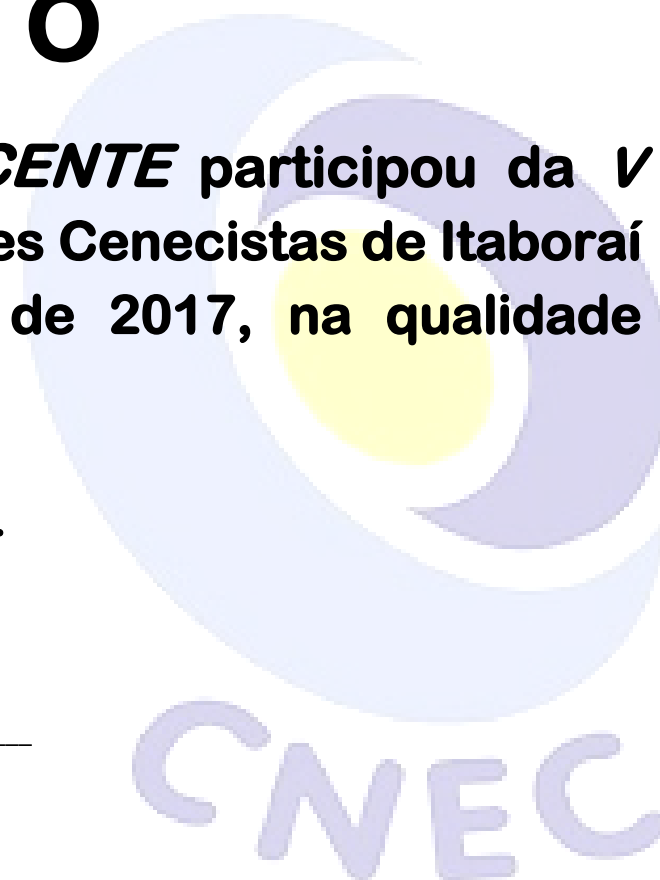 O
CENTE participou da V
es Cenecistas de Itaboraí
de 2017, na qualidade
.
CNEC